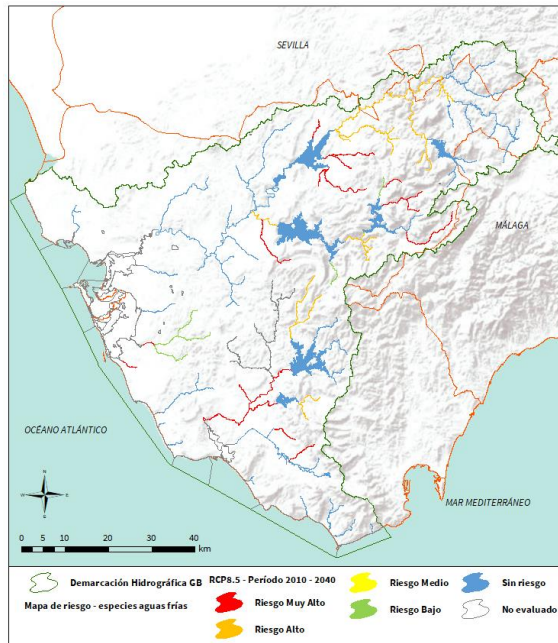 SEVILLA
MÁLAGA
OCÉANO ATLÁNTICO
MAR MEDITERRÁNEO
N
W E
S
0 5 10 20 30 40
km
Demarcación Hidrográfica GB
Mapa de riesgo - especies aguas frías
RCP8.5 - Período 2010 - 2040
Riesgo Muy Alto
Riesgo Alto
Riesgo Medio
Riesgo Bajo
Sin riesgo
No evaluado